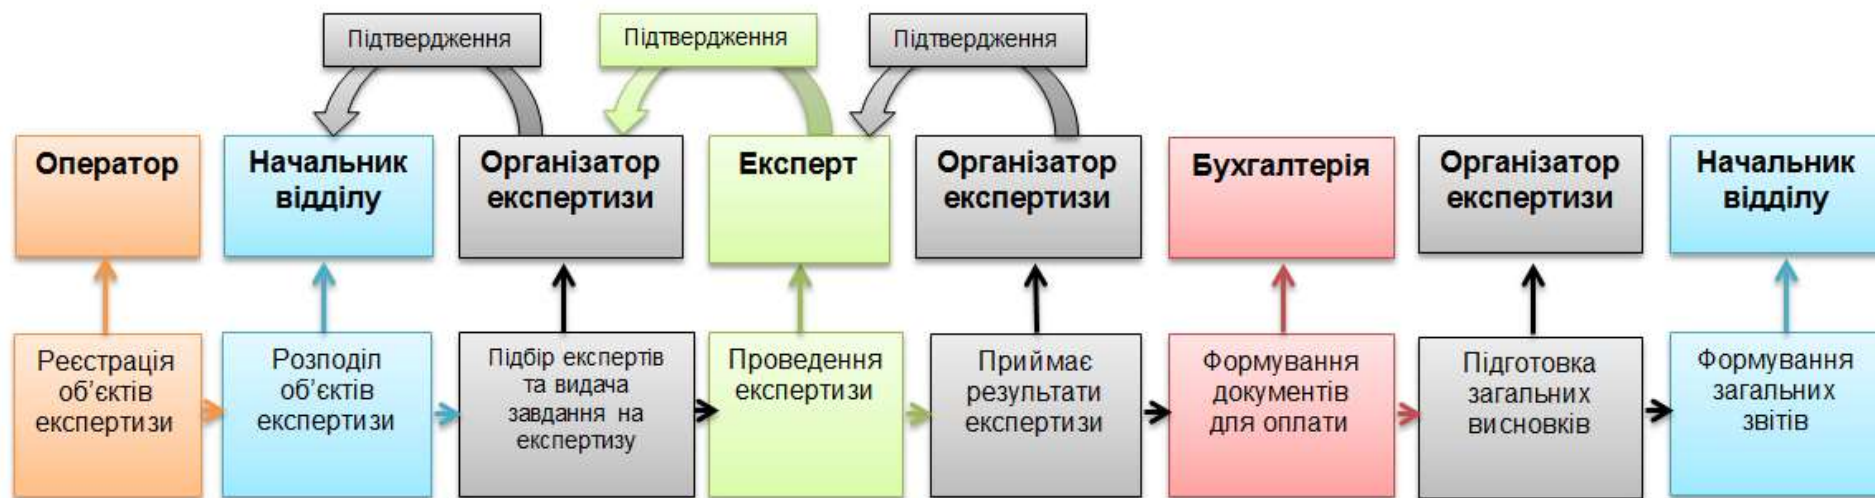 Підтвердження
Підтвердження
Підтвердження
Оператор
Начальник
відділу
Організатор
експертизи
Експерт
Організатор
експертизи
Бухгалтерія
Організатор
експертизи
Начальник
відділу
Реєстрація
об’єктів
експертизи
Розподіл
об’єктів
експертизи
Підбір експертів
та видача
завдання на
експертизу
Проведення
експертизи
Приймає
результати
експертизи
Формування
документів
для оплати
Підготовка
загальних
висновків
Формування
загальних
звітів